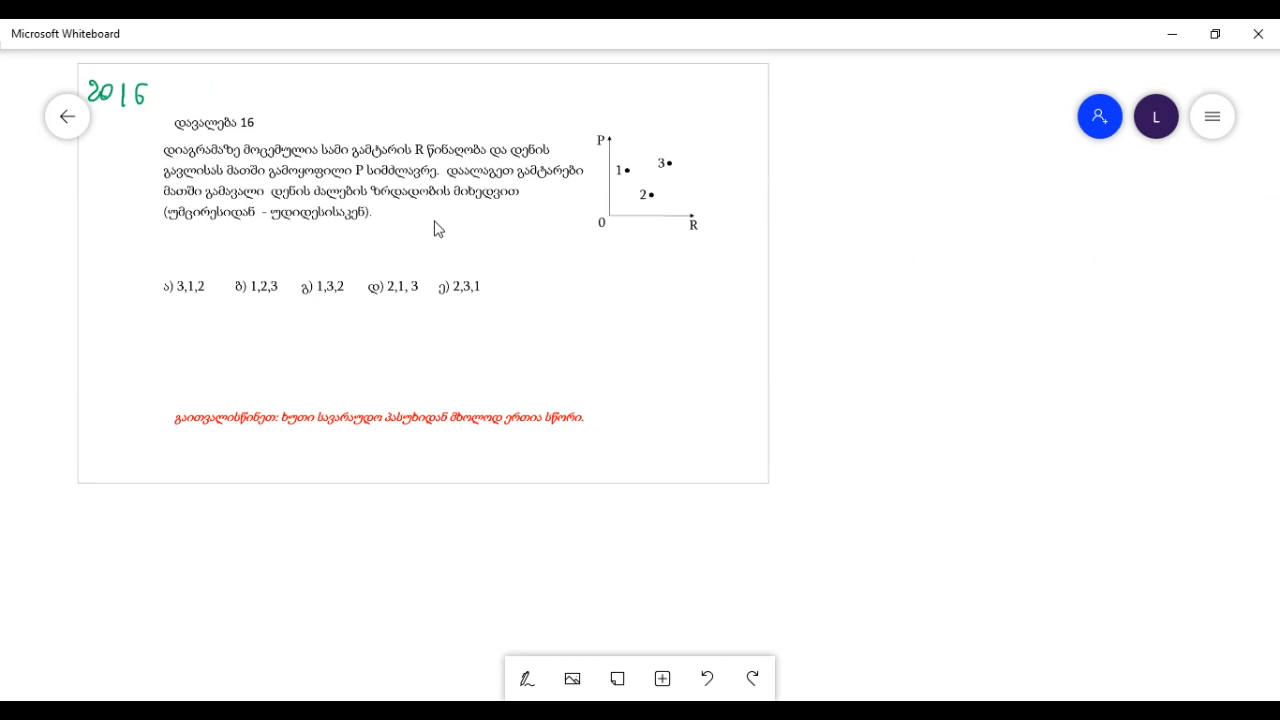 Microsoft Whiteboard
2016
L
დავალება 16
დიაგრამაზე მოცემულია სამი გამტარის R წინაღობა და დენის
გავლისას მათში გამოყოფილი P სიმძლავრე. დაალაგეთ გამტარები
მათში გამავალი დენის ძალების ზრდადობის მიხედვით
(უმცირესიდან - უდიდესისაკენ).
P
3
1
2
0
R
ა) 3,1,2 ბ) 1,2,3 გ) 1,3,2 დ) 2,1, 3 ე) 2,3,1
გაითვალისწინეთ: ხუთი სავარაუდო პასუხიდან მხოლოდ ერთია სწორი.